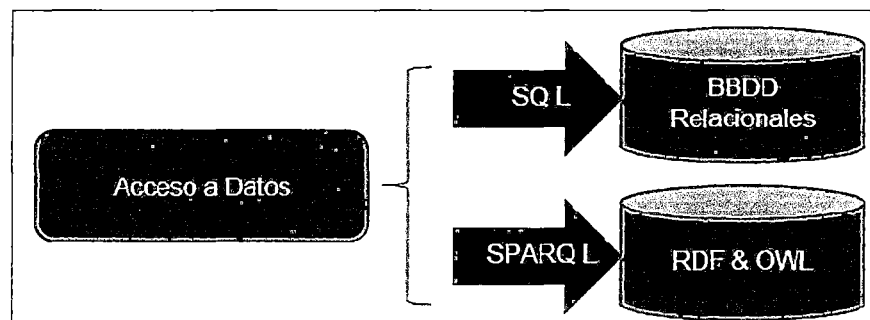 Acceso a Datos
SQ L
BBDD
Relacionales
SPARQ L
RDF & OWL